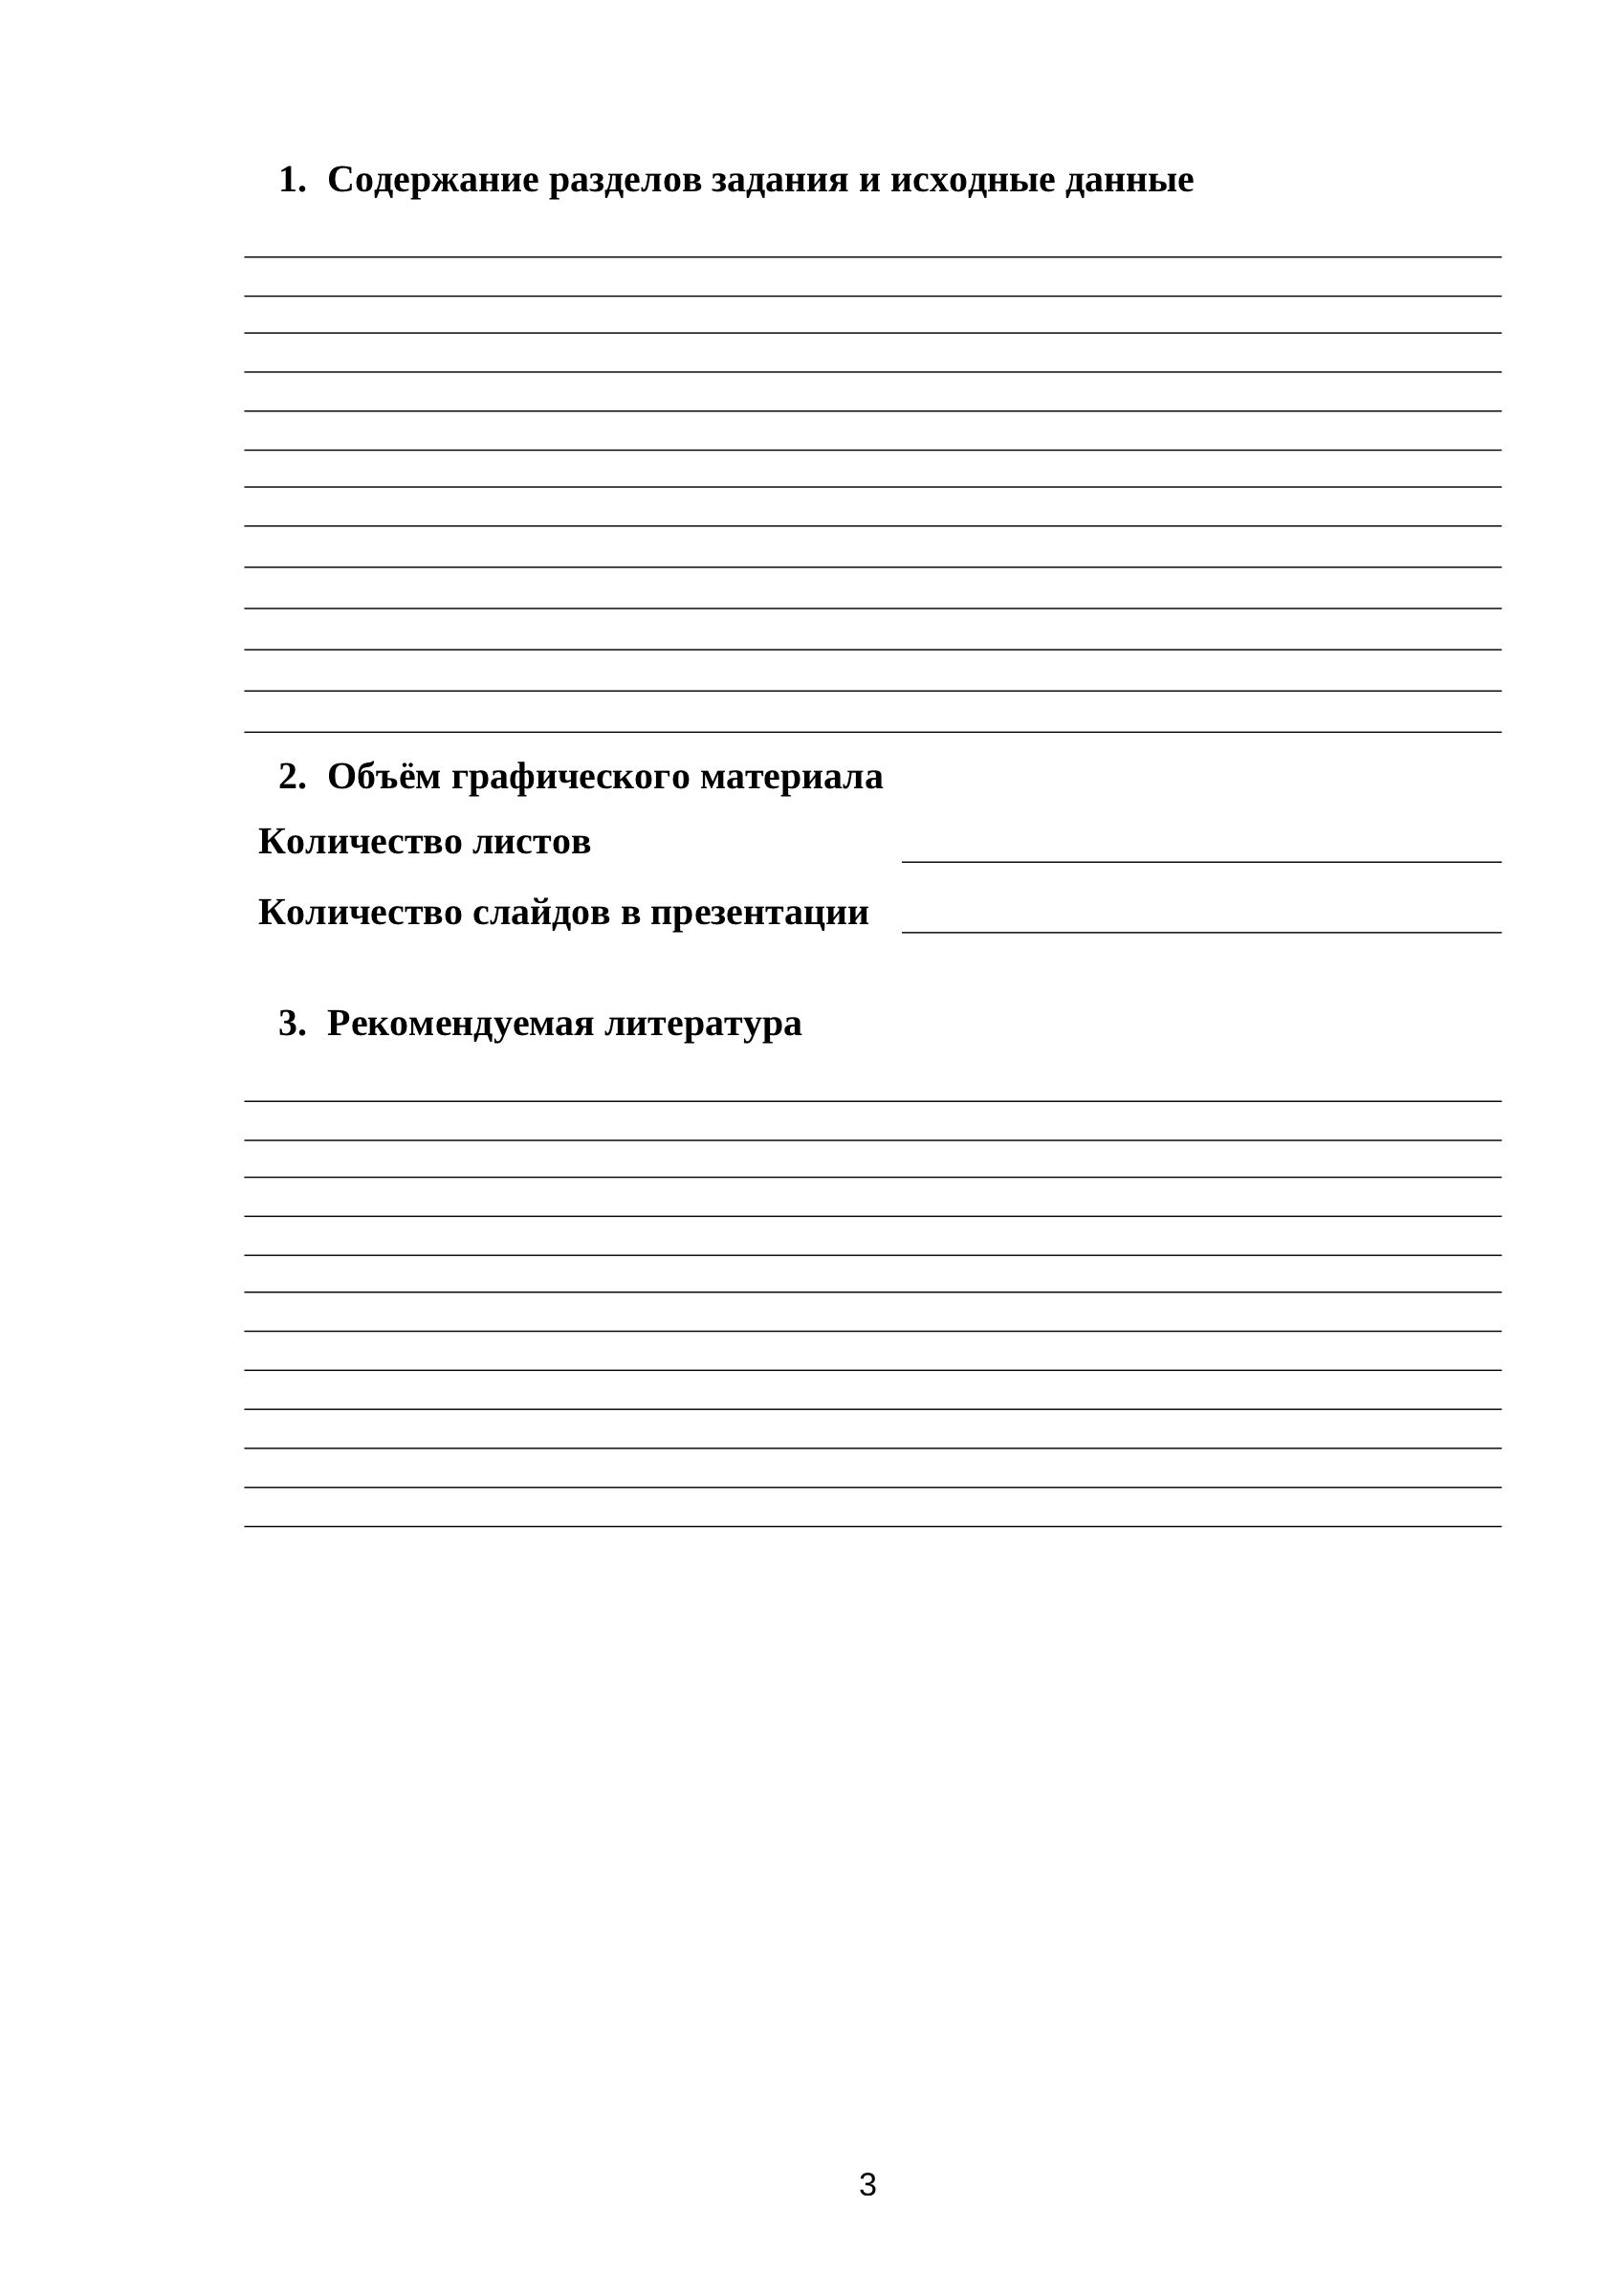 1. Содержание разделов задания и исходные данные
2. Объём графического материала
Количество листов
Количество слайдов в презентации
3. Рекомендуемая литература
3